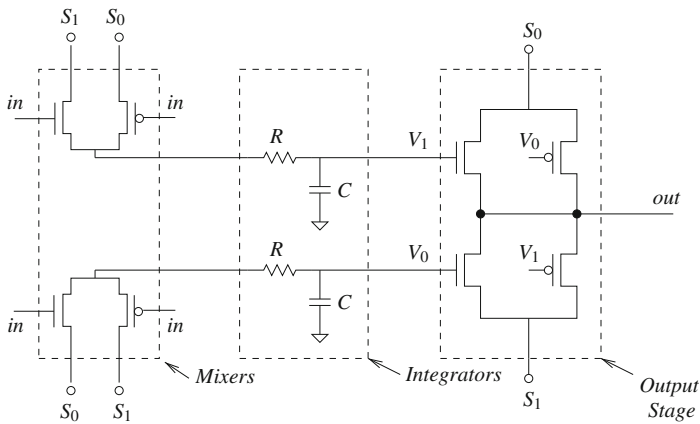 S1 S0
S0
in in
R V1 V0
C
out
R V0 V1
C
in in
Mixers Integrators Output
Stage
S0 S1
S1